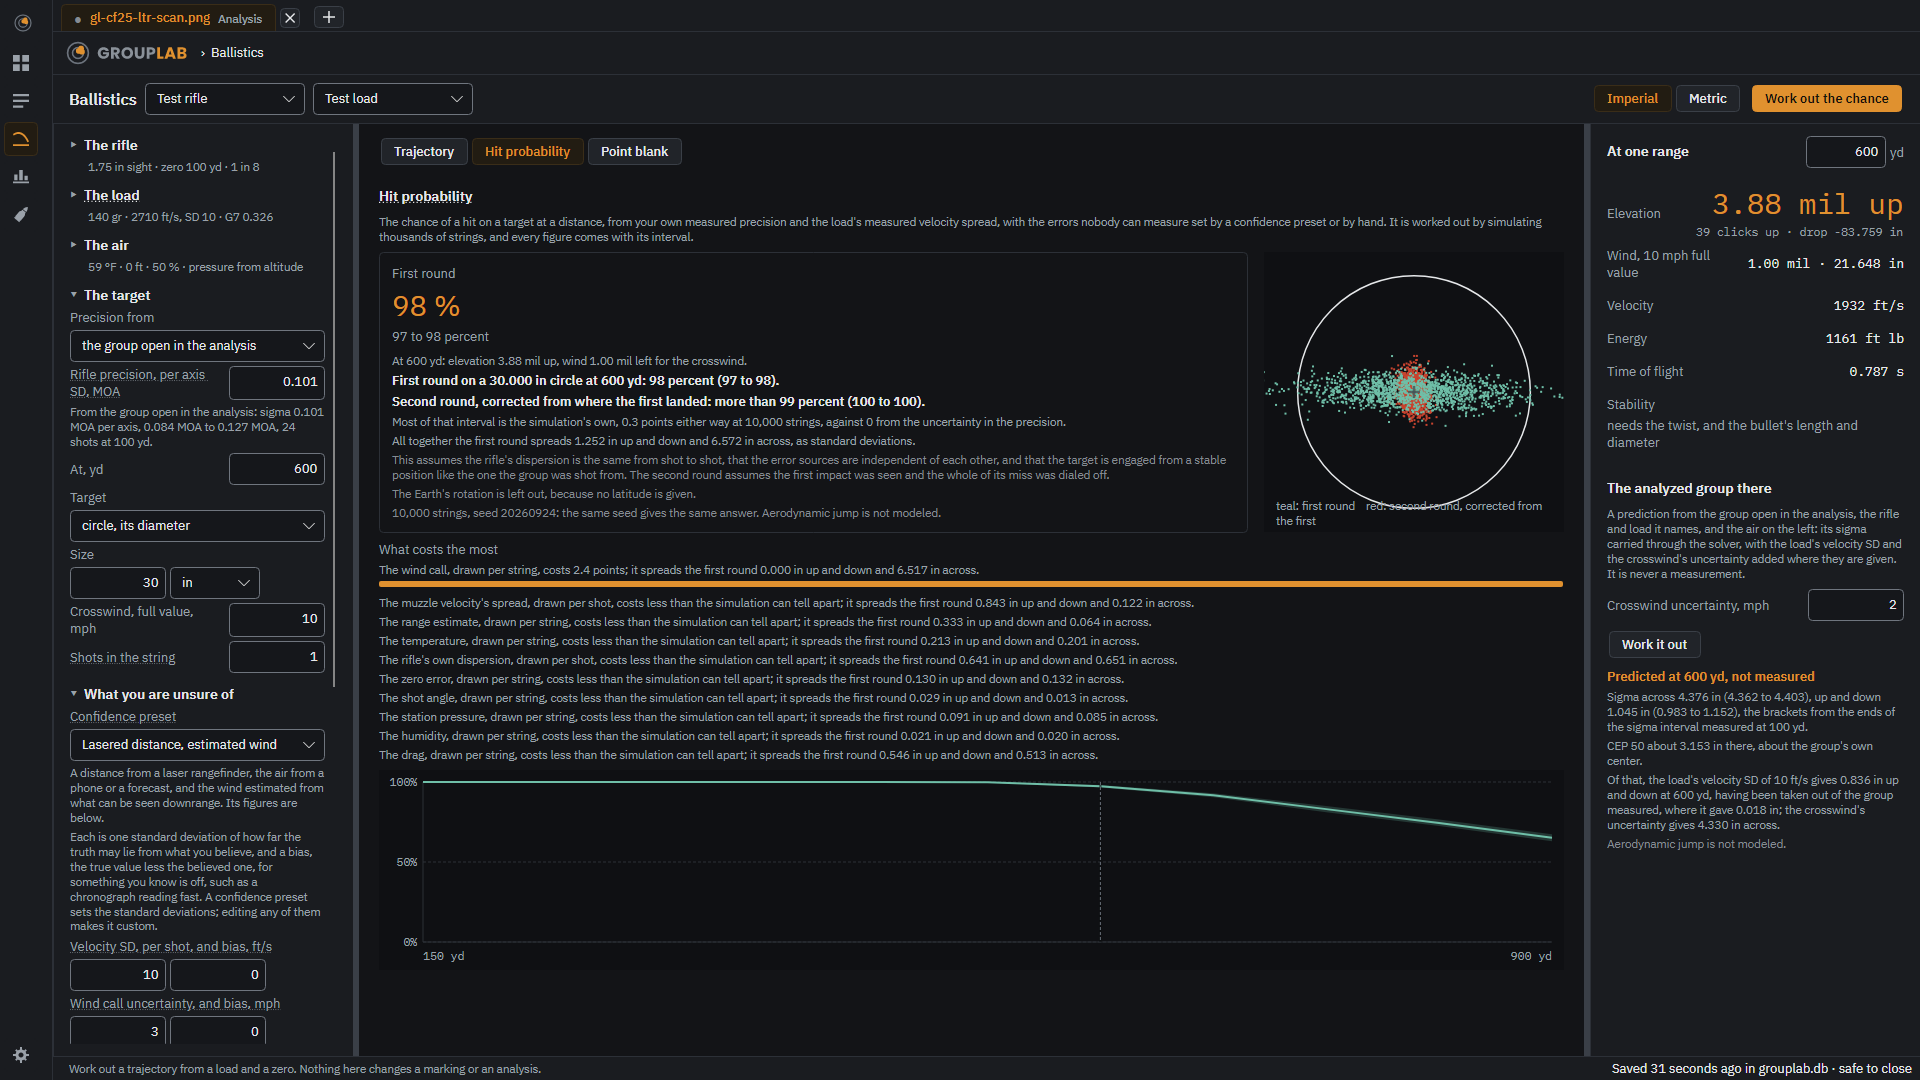 gl-cf25-ltr-scan.png Analysis
GROUPLAB › Ballistics
Ballistics
Test rifle
Test load
Imperial
Metric
Work out the chance
The rifle
1.75 in sight · zero 100 yd · 1 in 8
The load
140 gr · 2710 ft/s, SD 10 · G7 0.326
The air
59 °F · 0 ft · 50 % · pressure from altitude
The target
Precision from
the group open in the analysis
Rifle precision, per axis
SD, MOA
0.101
From the group open in the analysis: sigma 0.101
MOA per axis, 0.084 MOA to 0.127 MOA, 24
shots at 100 yd.
At, yd
600
Target
circle, its diameter
Size
30
in
Crosswind, full value,
mph
10
Shots in the string
1
What you are unsure of
Confidence preset
Lasered distance, estimated wind
A distance from a laser rangefinder, the air from a
phone or a forecast, and the wind estimated from
what can be seen downrange. Its figures are
below.
Each is one standard deviation of how far the
truth may lie from what you believe, and a bias,
the true value less the believed one, for
something you know is off, such as a
chronograph reading fast. A confidence preset
sets the standard deviations; editing any of them
makes it custom.
Velocity SD, per shot, and bias, ft/s
10
0
Wind call uncertainty, and bias, mph
3
0
Trajectory
Hit probability
Point blank
Hit probability
The chance of a hit on a target at a distance, from your own measured precision and the load's measured velocity spread, with the errors nobody can measure set by a confidence preset or by hand. It is worked out by simulating
thousands of strings, and every figure comes with its interval.
First round
98 %
97 to 98 percent
At 600 yd: elevation 3.88 mil up, wind 1.00 mil left for the crosswind.
First round on a 30.000 in circle at 600 yd: 98 percent (97 to 98).
Second round, corrected from where the first landed: more than 99 percent (100 to 100).
Most of that interval is the simulation's own, 0.3 points either way at 10,000 strings, against 0 from the uncertainty in the precision.
All together the first round spreads 1.252 in up and down and 6.572 in across, as standard deviations.
This assumes the rifle's dispersion is the same from shot to shot, that the error sources are independent of each other, and that the target is engaged from a stable
position like the one the group was shot from. The second round assumes the first impact was seen and the whole of its miss was dialed off.
The Earth's rotation is left out, because no latitude is given.
10,000 strings, seed 20260924: the same seed gives the same answer. Aerodynamic jump is not modeled.
teal: first round red: second round, corrected from
the first
What costs the most
The wind call, drawn per string, costs 2.4 points; it spreads the first round 0.000 in up and down and 6.517 in across.
The muzzle velocity's spread, drawn per shot, costs less than the simulation can tell apart; it spreads the first round 0.843 in up and down and 0.122 in across.
The range estimate, drawn per string, costs less than the simulation can tell apart; it spreads the first round 0.333 in up and down and 0.064 in across.
The temperature, drawn per string, costs less than the simulation can tell apart; it spreads the first round 0.213 in up and down and 0.201 in across.
The rifle's own dispersion, drawn per shot, costs less than the simulation can tell apart; it spreads the first round 0.641 in up and down and 0.651 in across.
The zero error, drawn per string, costs less than the simulation can tell apart; it spreads the first round 0.130 in up and down and 0.132 in across.
The shot angle, drawn per string, costs less than the simulation can tell apart; it spreads the first round 0.029 in up and down and 0.013 in across.
The station pressure, drawn per string, costs less than the simulation can tell apart; it spreads the first round 0.091 in up and down and 0.085 in across.
The humidity, drawn per string, costs less than the simulation can tell apart; it spreads the first round 0.021 in up and down and 0.020 in across.
The drag, drawn per string, costs less than the simulation can tell apart; it spreads the first round 0.546 in up and down and 0.513 in across.
100%
50%
0%
150 yd
900 yd
At one range
600 yd
Elevation
3.88 mil up
39 clicks up · drop -83.759 in
Wind, 10 mph full
value
1.00 mil · 21.648 in
Velocity
1932 ft/s
Energy
1161 ft lb
Time of flight
0.787 s
Stability
needs the twist, and the bullet's length and
diameter
The analyzed group there
A prediction from the group open in the analysis, the rifle
and load it names, and the air on the left: its sigma
carried through the solver, with the load's velocity SD and
the crosswind's uncertainty added where they are given.
It is never a measurement.
Crosswind uncertainty, mph
2
Work it out
Predicted at 600 yd, not measured
Sigma across 4.376 in (4.362 to 4.403), up and down
1.045 in (0.983 to 1.152), the brackets from the ends of
the sigma interval measured at 100 yd.
CEP 50 about 3.153 in there, about the group's own
center.
Of that, the load's velocity SD of 10 ft/s gives 0.836 in up
and down at 600 yd, having been taken out of the group
measured, where it gave 0.018 in; the crosswind's
uncertainty gives 4.330 in across.
Aerodynamic jump is not modeled.
Work out a trajectory from a load and a zero. Nothing here changes a marking or an analysis.
Saved 31 seconds ago in grouplab.db · safe to close